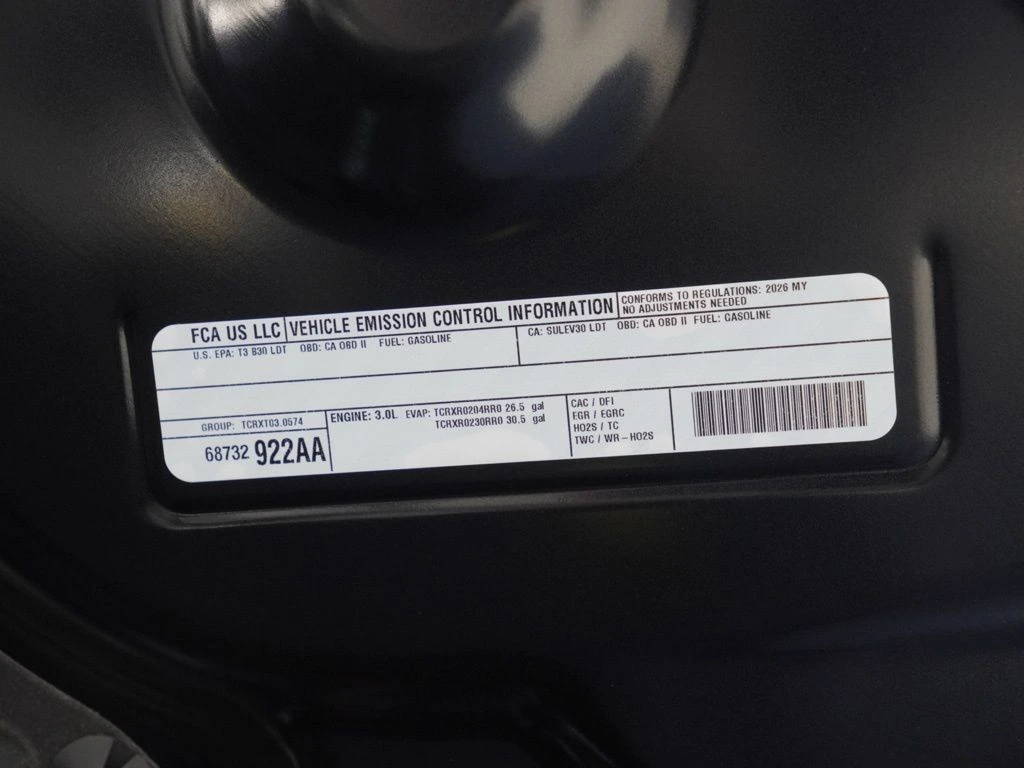 FCA US LLC
VEHICLE EMISSION CONTROL INFORMATION
CONFORMS TO REGULATIONS: 2026 MY
NO ADJUSTMENTS NEEDED
U.S. EPA: T3 B30 LDT OBD: CA OBD II FUEL: GASOLINE
CA: SULEV30 LDT OBD: CA OBD II FUEL: GASOLINE
GROUP: TCRXT03.0574
68732 922AA
ENGINE: 3.0L EVAP: TCRXR0204RR0 26.5 gal
TCRXR0230RR0 30.5 gal
CAC / DFI
EGR / EGRC
HO2S / TC
TWC / WR-HO2S